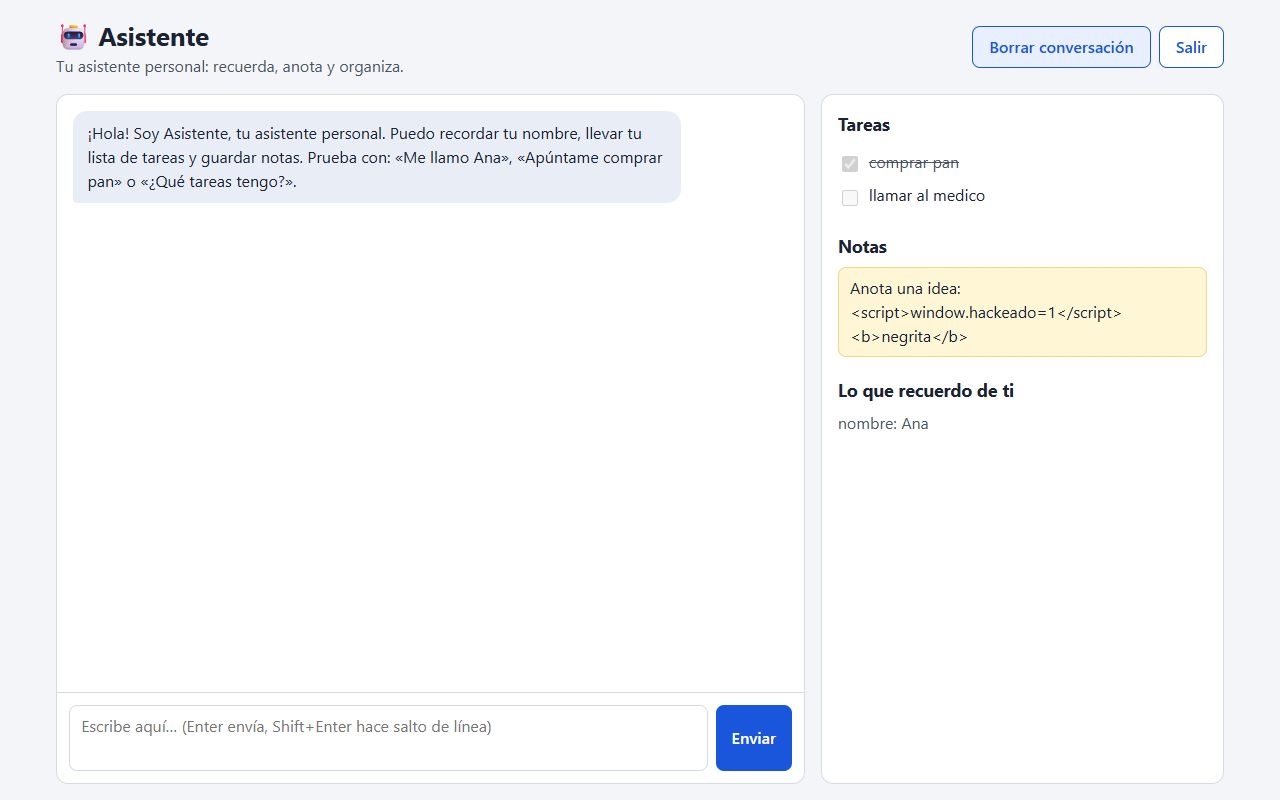 Asistente
Tu asistente personal: recuerda, anota y organiza.
Borrar conversación
Salir
¡Hola! Soy Asistente, tu asistente personal. Puedo recordar tu nombre, llevar tu
lista de tareas y guardar notas. Prueba con: «Me llamo Ana», «Apúntame comprar
pan» o «¿Qué tareas tengo?».
Escribe aquí... (Enter envía, Shift+Enter hace salto de línea)
Enviar
Tareas
comprar pan
llamar al medico
Notas
Anota una idea:
<script>window.hackeado=1</script>
<b>negrita</b>
Lo que recuerdo de ti
nombre: Ana